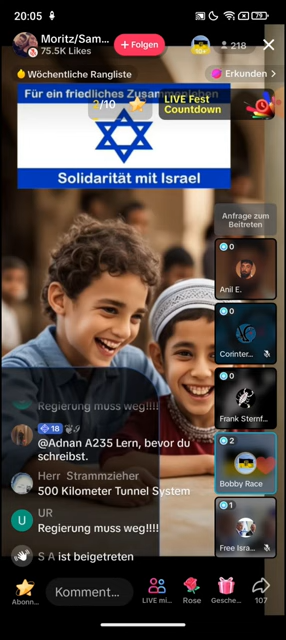 20:05
79
Moritz/Sam...
75.5K Likes
+ Folgen
218
Wöchentliche Rangliste
Erkunden >
Für ein friedliches Zusammenleben
2/10
LIVE Fest
Countdown
Solidarität mit Israel
Anfrage zum
Beitreten
0
Anil E.
0
Corinter...
0
Frank Sternf...
2
Bobby Race
1
Free Isra...
Regierung muss weg!!!!
18
@Adnan A235 Lern, bevor du
schreibst.
Herr Strammzieher
500 Kilometer Tunnel System
U
UR
Regierung muss weg!!!!
S A ist beigetreten
Abonn...
Komment...
LIVE mi...
Rose
Gesche...
107